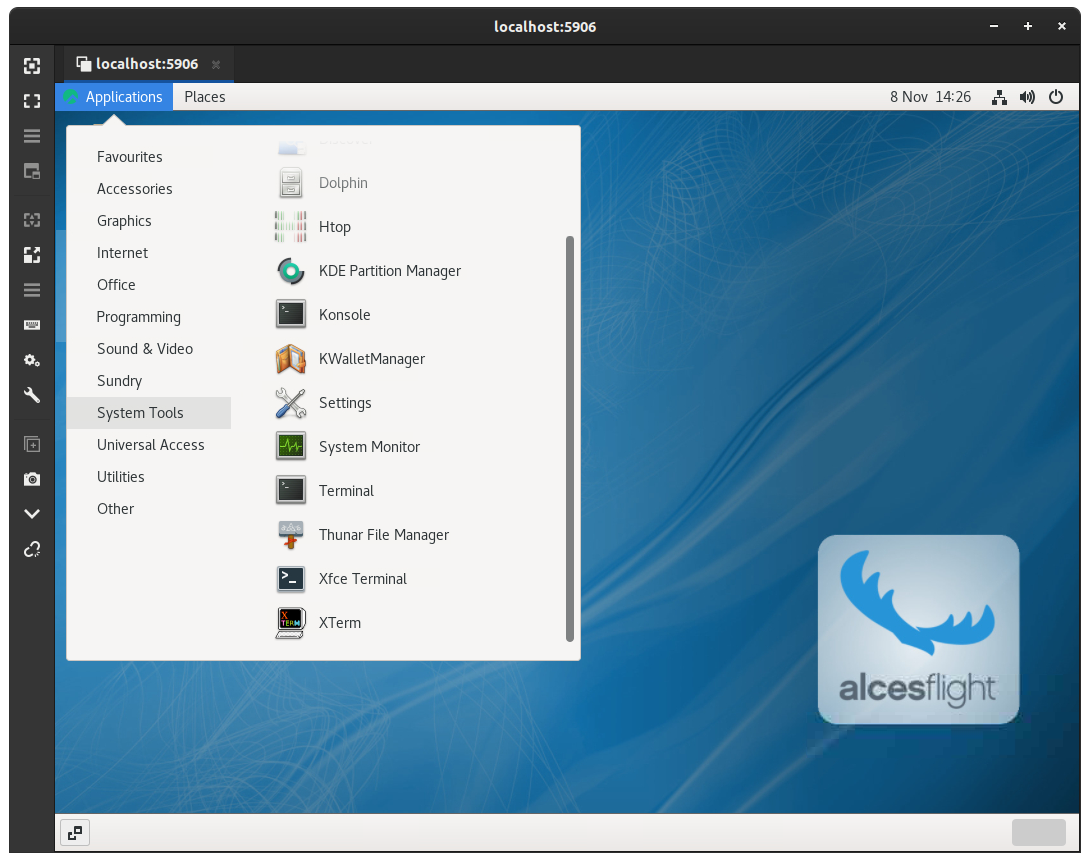 localhost:5906
localhost:5906
Applications Places 8 Nov 14:26
Favourites
Accessories
Graphics
Internet
Office
Programming
Sound & Video
Sundry
System Tools
Universal Access
Utilities
Other
Dolphin
Htop
KDE Partition Manager
Konsole
KWalletManager
Settings
System Monitor
Terminal
Thunar File Manager
Xfce Terminal
XTerm
X
TERM
alcesflight